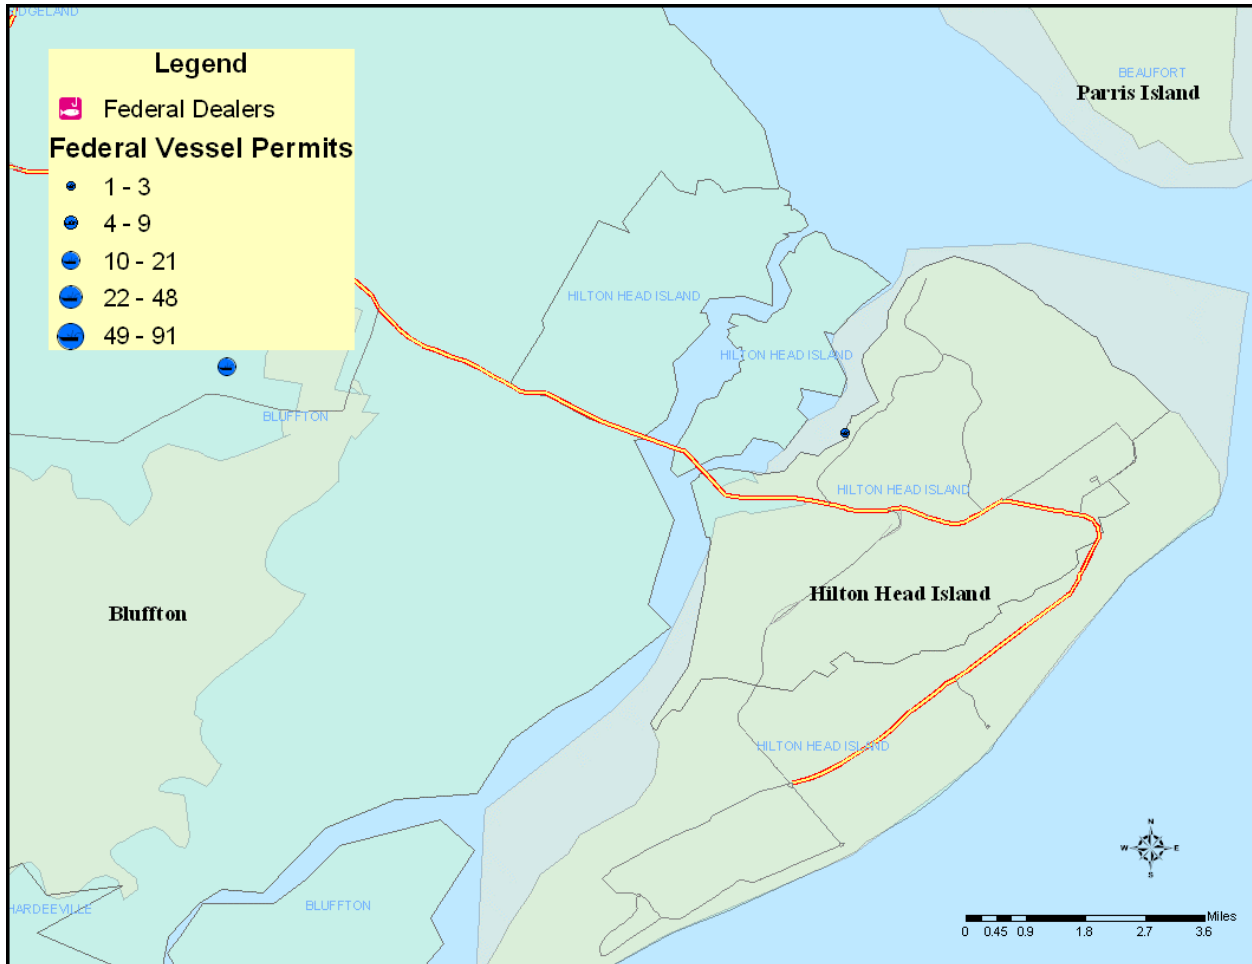 RIDGELAND
Legend
Federal Dealers
Federal Vessel Permits
1 - 3
4 - 9
10 - 21
22 - 48
49 - 91
BEAUFORT
Parris Island
HILTON HEAD ISLAND
HILTON HEAD ISLAND
BLUFFTON
HILTON HEAD ISLAND
Hilton Head Island
Bluffton
HILTON HEAD ISLAND
N
W E
S
HARDEEVILLE
BLUFFTON
Miles
0 0.45 0.9 1.8 2.7 3.6